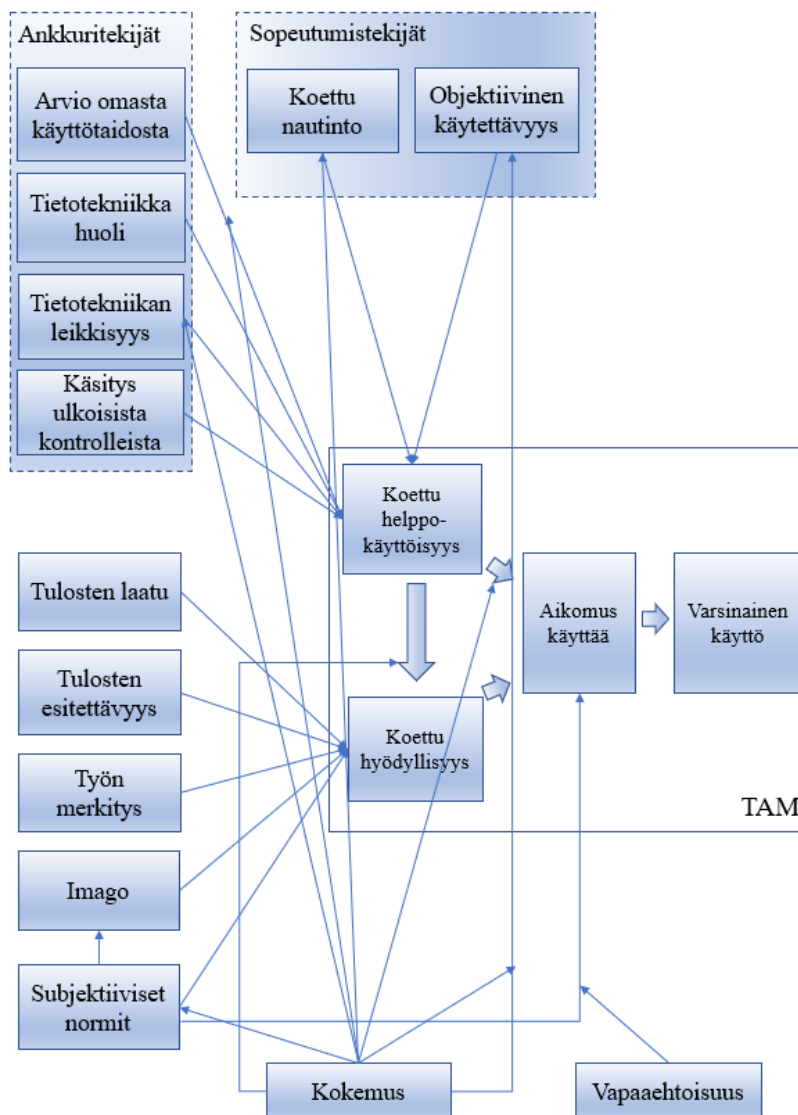 Ankkuritekijät
Arvio omasta
käyttötaidosta
Tietotekniikka
huoli
Tietotekniikan
leikkisyys
Käsitys
ulkoisista
kontrolleista
Sopeutumistekijät
Koettu
nautinto
Objektiivinen
käytettävyys
Koettu
helppo-
käyttöisyys
Aikomus
käyttää
Varsinainen
käyttö
Koettu
hyödyllisyys
TAM
Tulosten laatu
Tulosten
esitettävyys
Työn
merkitys
Imago
Subjektiiviset
normit
Kokemus
Vapaaehtoisuus